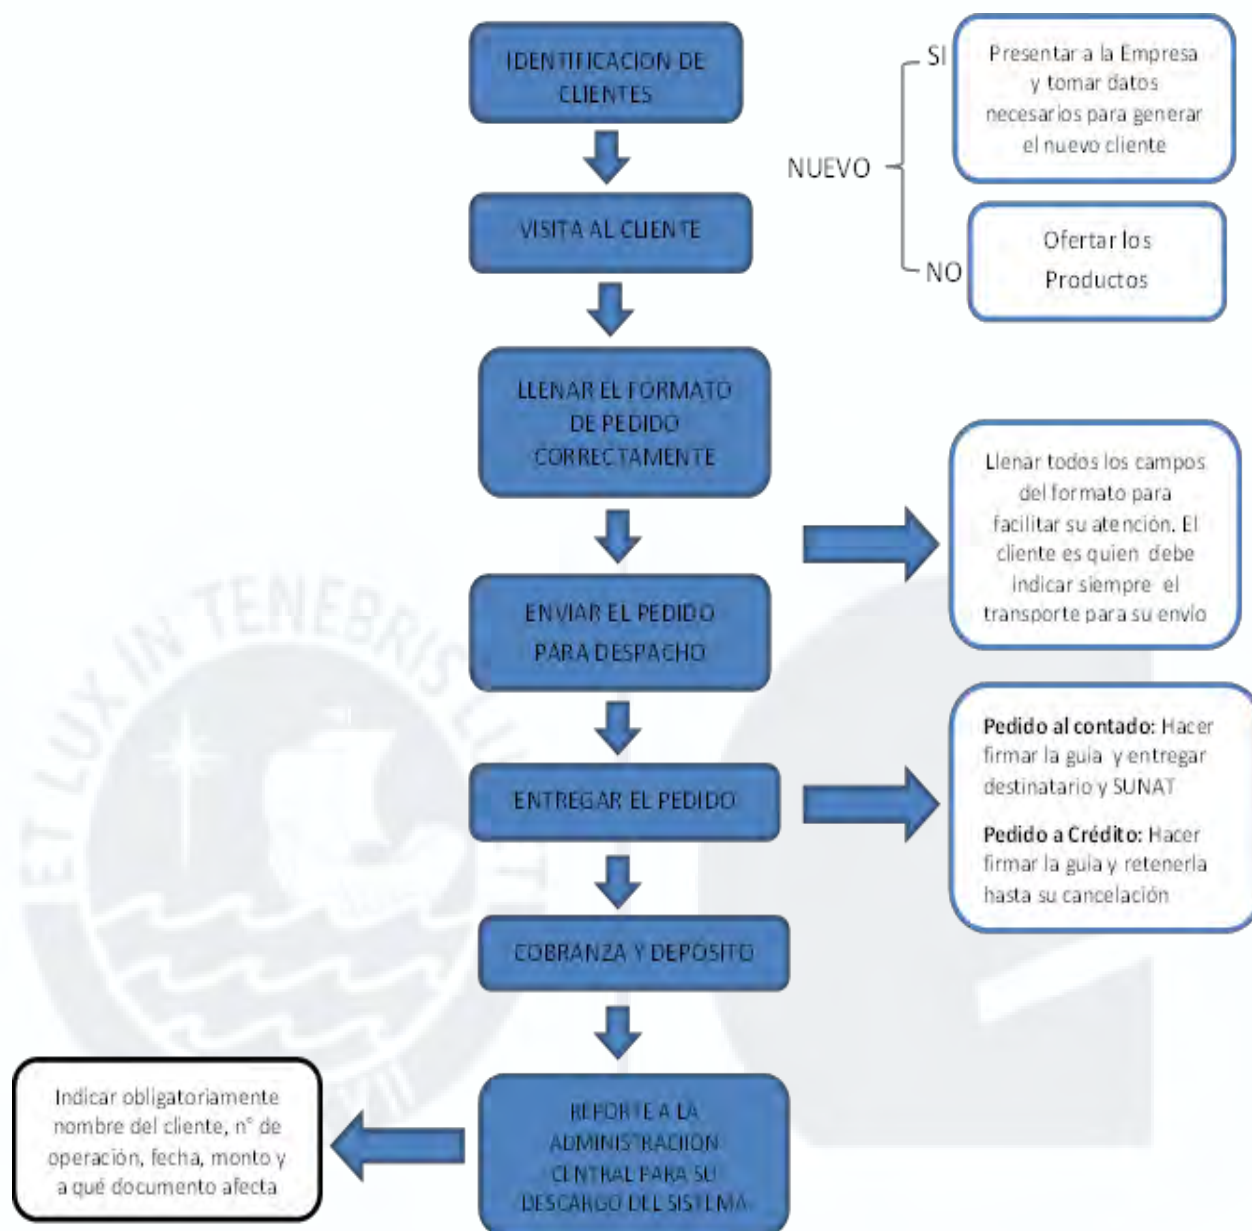 IDENTIFICACION DE
CLIENTES
NUEVO
SI
Presentar a la Empresa
y tomar datos
necesarios para generar
el nuevo cliente
VISITA AL CLIENTE
NO
Ofertar los
Productos
LLENAR EL FORMATO
DE PEDIDO
CORRECTAMENTE
Llenar todos los campos
del formato para
facilitar su atención. El
cliente es quien debe
indicar siempre el
transporte para su envío
ENVIAR EL PEDIDO
PARA DESPACHO
ENTREGAR EL PEDIDO
Pedido al contado: Hacer
firmar la guía y entregar
destinatario y SUNAT
Pedido a Crédito: Hacer
firmar la guía y retenerla
hasta su cancelación
COBRANZA Y DEPÓSITO
REPORTE A LA
ADMINISTRACIION
CENTRAL PARA SU
DESCARGO DEL SISTEMA
Indicar obligatoriamente
nombre del cliente, n° de
operación, fecha, monto y
a qué documento afecta
ET LUX IN TENEBRIS